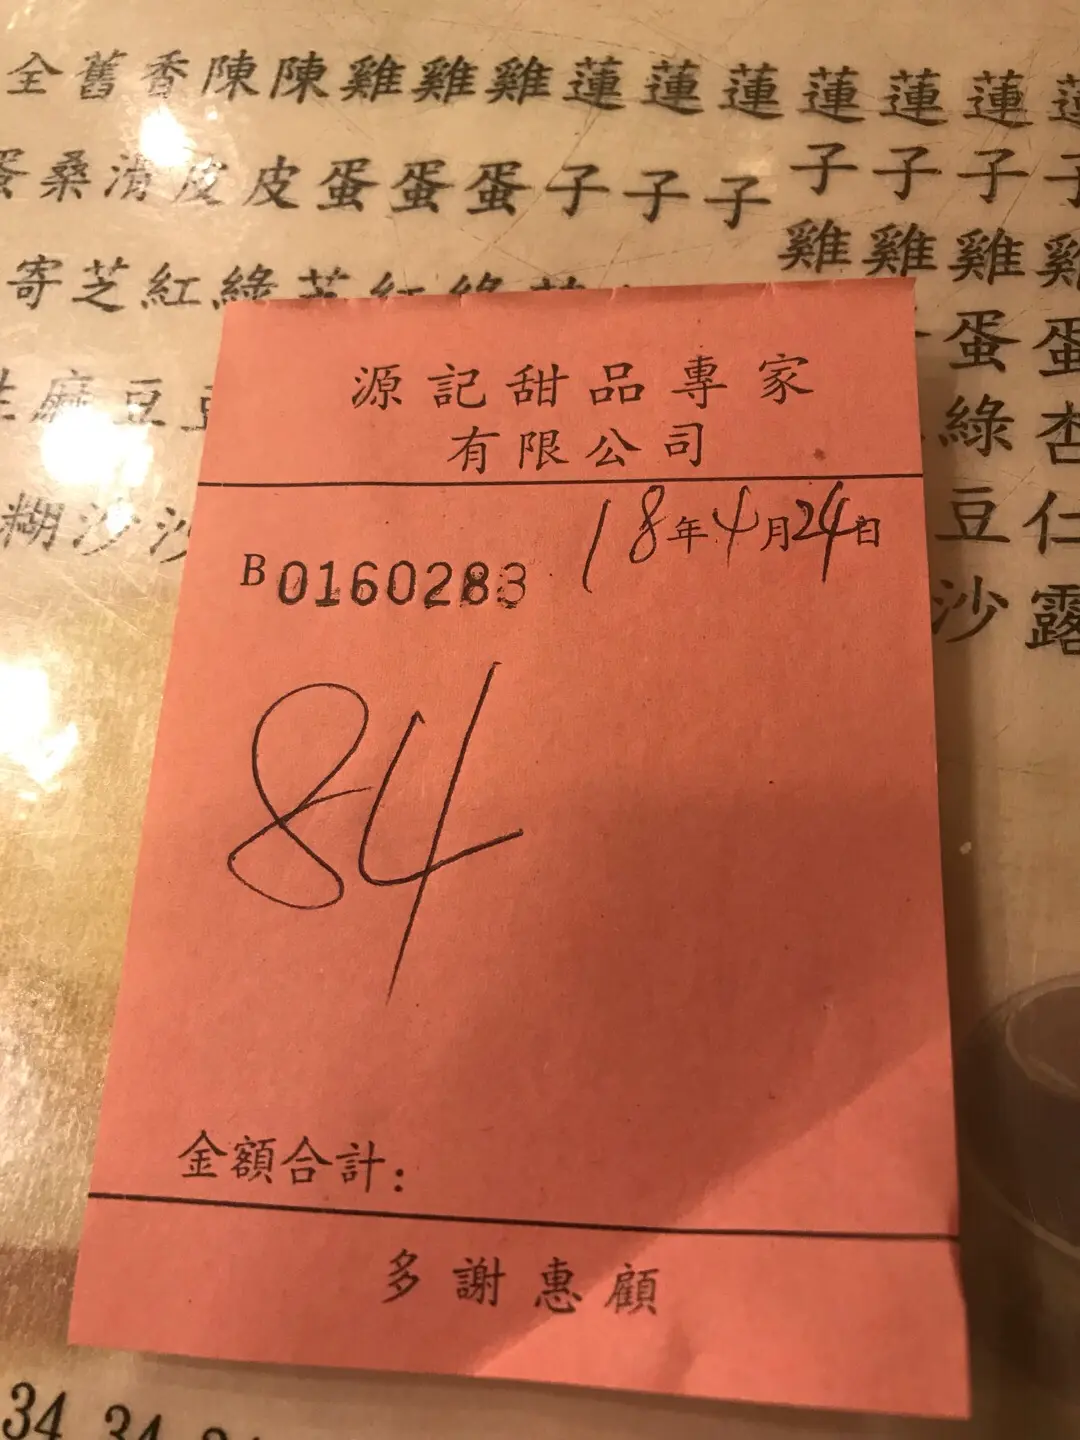 全舊香陳陳雞雞雞蓮蓮蓮蓮蓮蓮
桑滑皮皮蛋蛋蛋子子子子子子
寄芝紅綠
雞雞雞
麻豆
蛋
綠杏
糊沙沙
豆仁
沙露
源記甜品專家
有限公司
18年4月24日
B 0160283
84
金額合計：
多謝惠顧
34 34